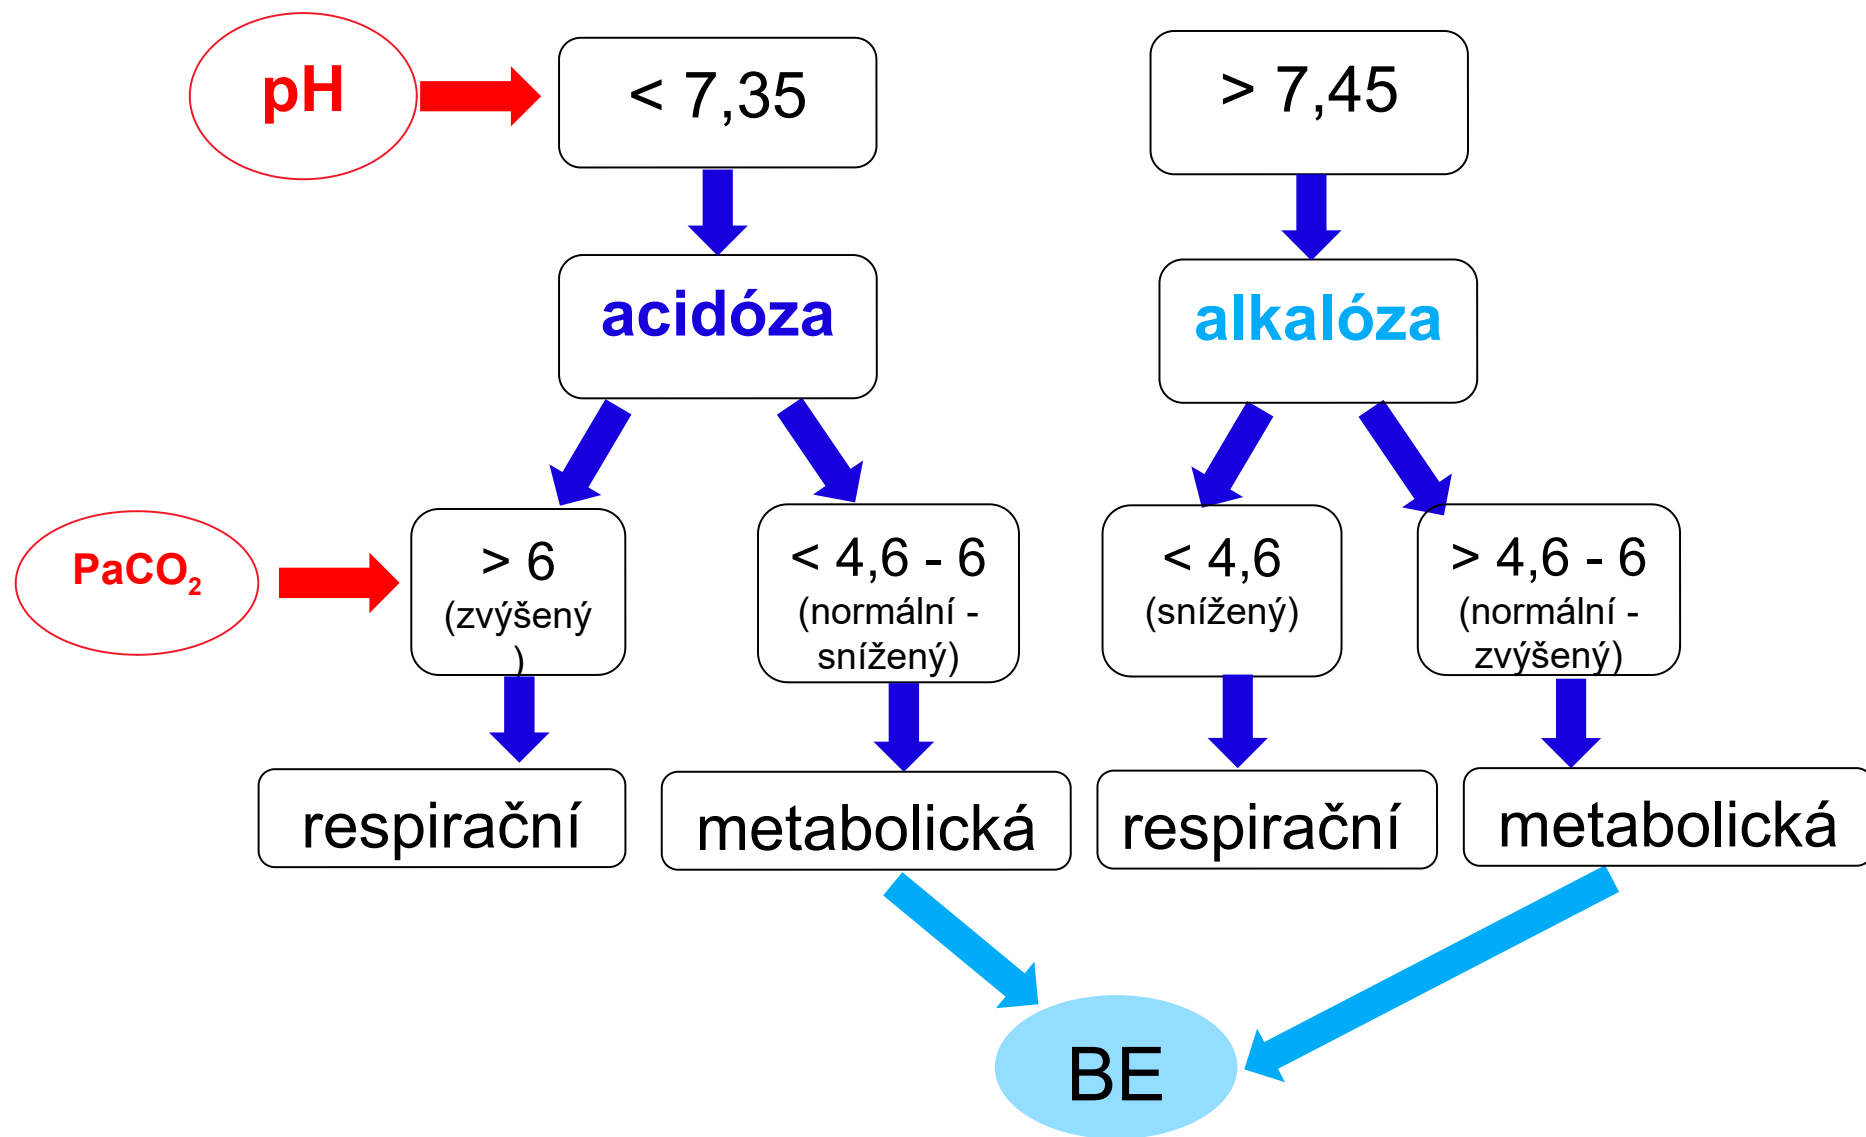 pH
< 7,35
> 7,45
acidóza
alkalóza
PaCO₂
> 6
(zvýšený
)
< 4,6 - 6
(normální -
snížený)
< 4,6
(snížený)
> 4,6 - 6
(normální -
zvýšený)
respirační
metabolická
respirační
metabolická
BE